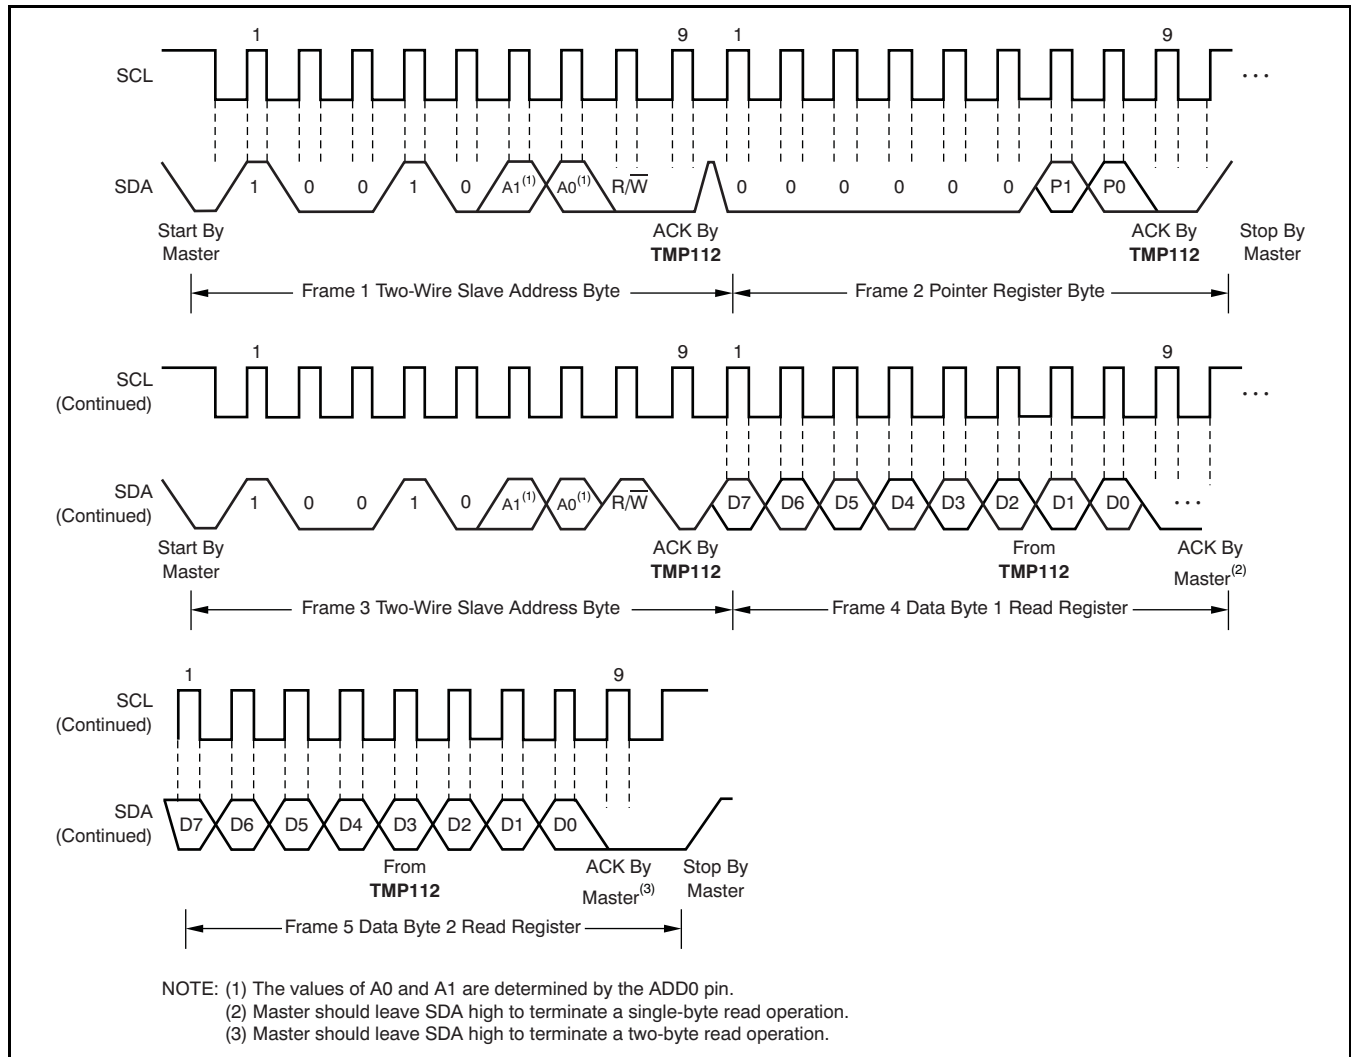 1 9 1 9
SCL
...
SDA
1 0 0 1 0 A1(1) A0(1) R/W 0 0 0 0 0 0 P1 P0
Start By
Master
ACK By
TMP112
ACK By
TMP112
Stop By
Master
Frame 1 Two-Wire Slave Address Byte
Frame 2 Pointer Register Byte
1 9 1 9
SCL
(Continued)
...
SDA
(Continued)
1 0 0 1 0 A1(1) A0(1) R/W D7 D6 D5 D4 D3 D2 D1 D0 ...
Start By
Master
ACK By
TMP112
From
TMP112
ACK By
Master(2)
Frame 3 Two-Wire Slave Address Byte
Frame 4 Data Byte 1 Read Register
1 9
SCL
(Continued)
SDA
(Continued)
D7 D6 D5 D4 D3 D2 D1 D0
From
TMP112
ACK By
Master(3)
Stop By
Master
Frame 5 Data Byte 2 Read Register
NOTE: (1) The values of A0 and A1 are determined by the ADD0 pin.
(2) Master should leave SDA high to terminate a single-byte read operation.
(3) Master should leave SDA high to terminate a two-byte read operation.